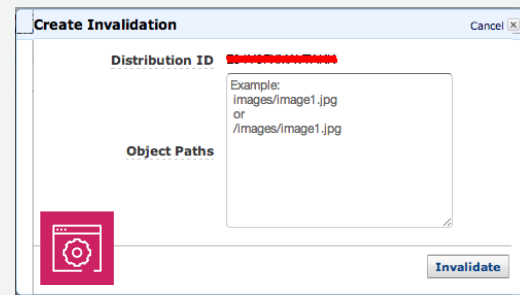 Create Invalidation
Cancel
Distribution ID
Example:
images/image1.jpg
or
/images/image1.jpg
Object Paths
Invalidate